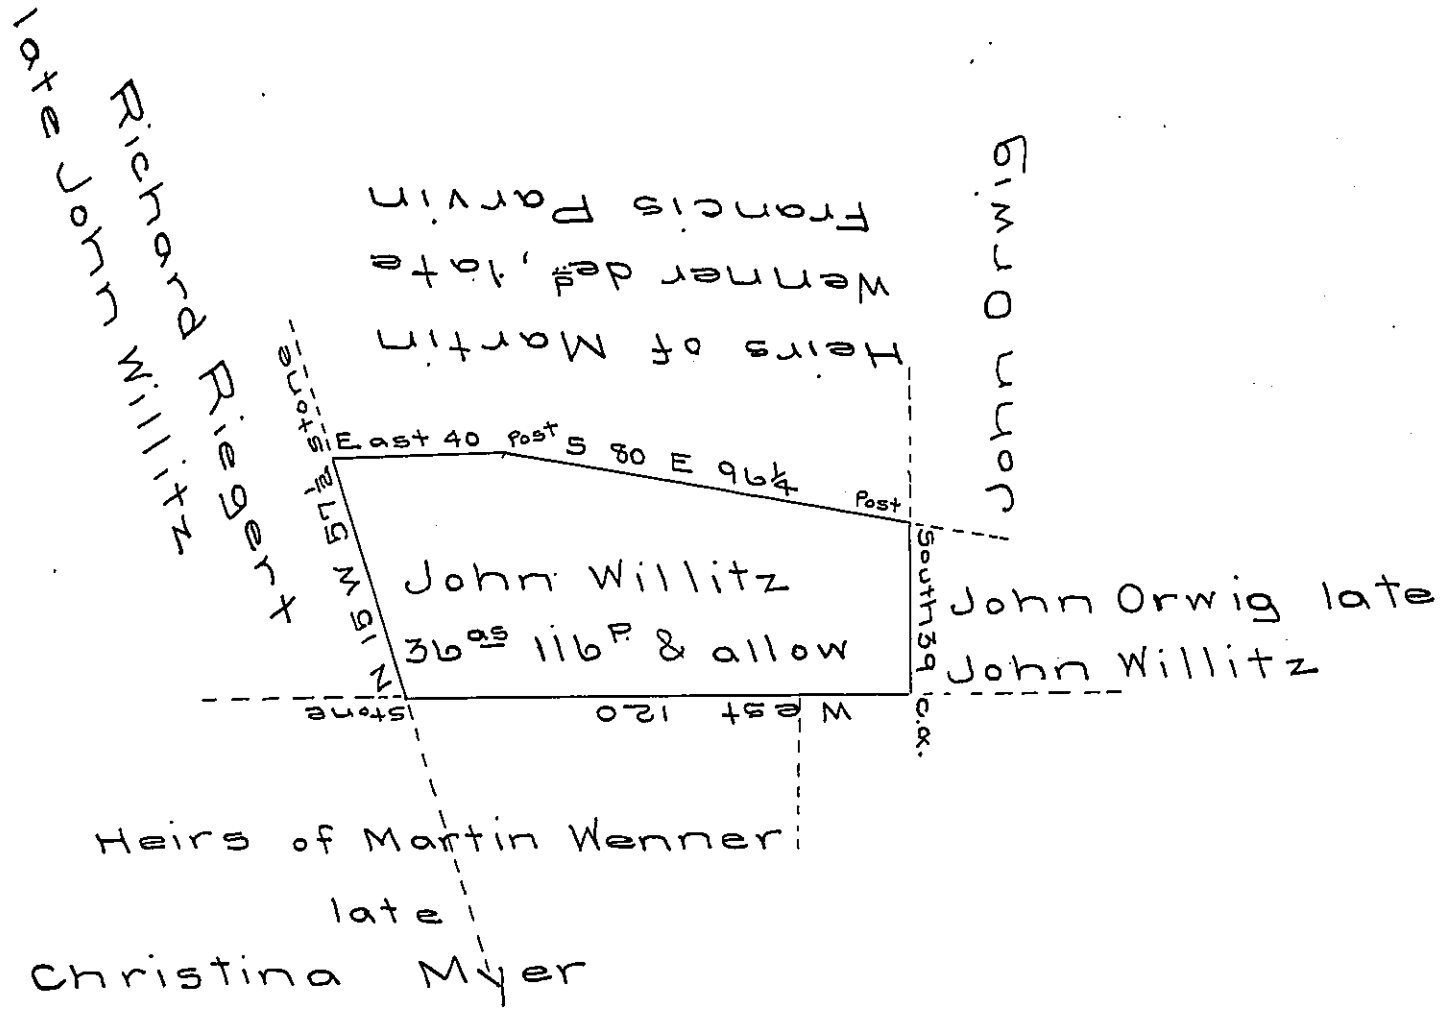 late John Willitz
Richard Riegert
Heirs of Martin
Wenner de͟d, late
Francis Parvin
John Orwig
stone
East 40
Post
S 80 E 96¼
Post
South 39
c.o.
West 120
stone
N 15 W 57½
John Willitz
36as 116P. & allow
John Orwig late
John Willitz
Heirs of Martin Wenner
late
Christina Myer